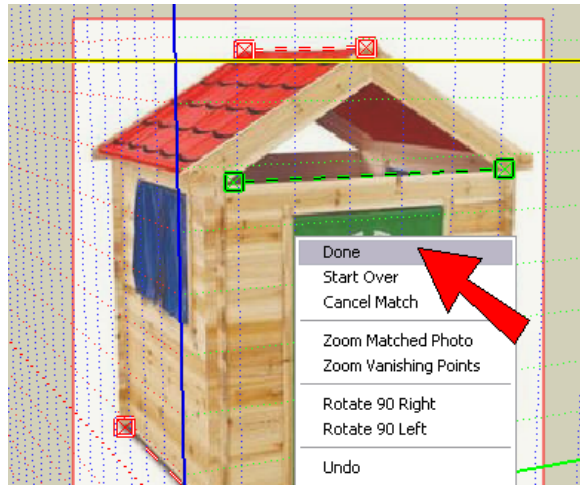 Done
Start Over
Cancel Match
Zoom Matched Photo
Zoom Vanishing Points
Rotate 90 Right
Rotate 90 Left
Undo